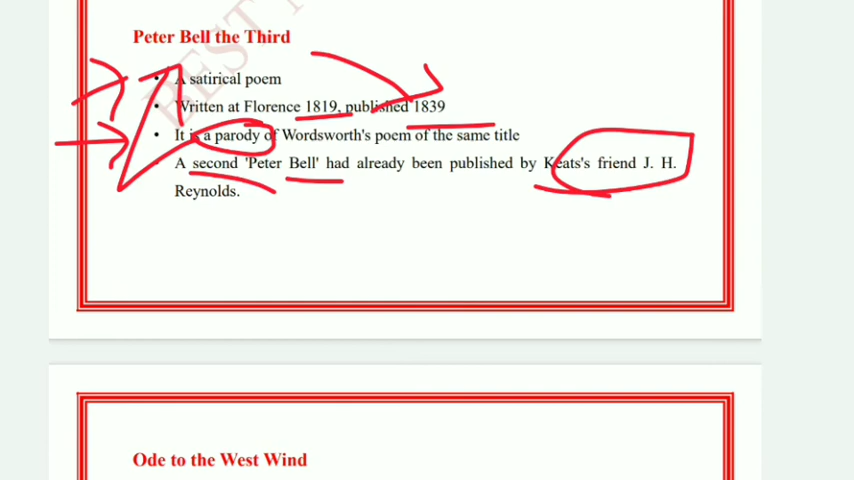 BEST
Peter Bell the Third
• A satirical poem
• Written at Florence 1819, published 1839
• It is a parody of Wordsworth's poem of the same title
• A second 'Peter Bell' had already been published by Keats's friend J. H.
Reynolds.
Ode to the West Wind